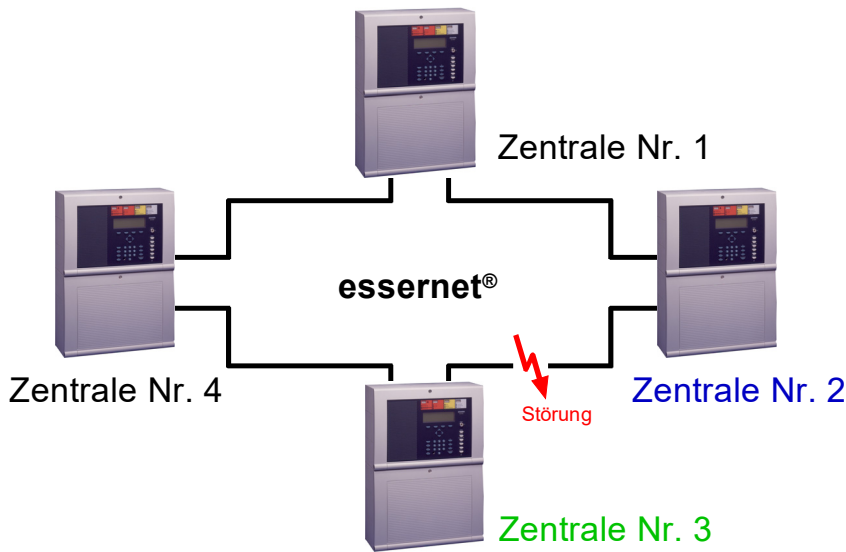 Zentrale Nr. 1
essernet®
Zentrale Nr. 4
Störung
Zentrale Nr. 2
Zentrale Nr. 3